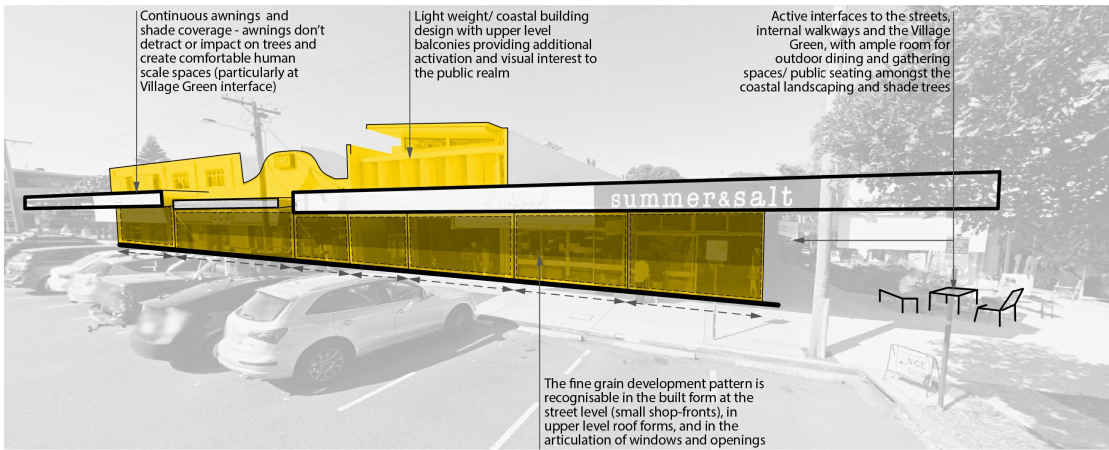 Continuous awnings and
shade coverage - awnings don't
detract or impact on trees and
create comfortable human
scale spaces (particularly at
Village Green interface)
Light weight/ coastal building
design with upper level
balconies providing additional
activation and visual interest to
the public realm
Active interfaces to the streets,
internal walkways and the Village
Green, with ample room for
outdoor dining and gathering
spaces/ public seating amongst the
coastal landscaping and shade trees
summer&salt
NICE
The fine grain development pattern is
recognisable in the built form at the
street level (small shop-fronts), in
upper level roof forms, and in the
articulation of windows and openings